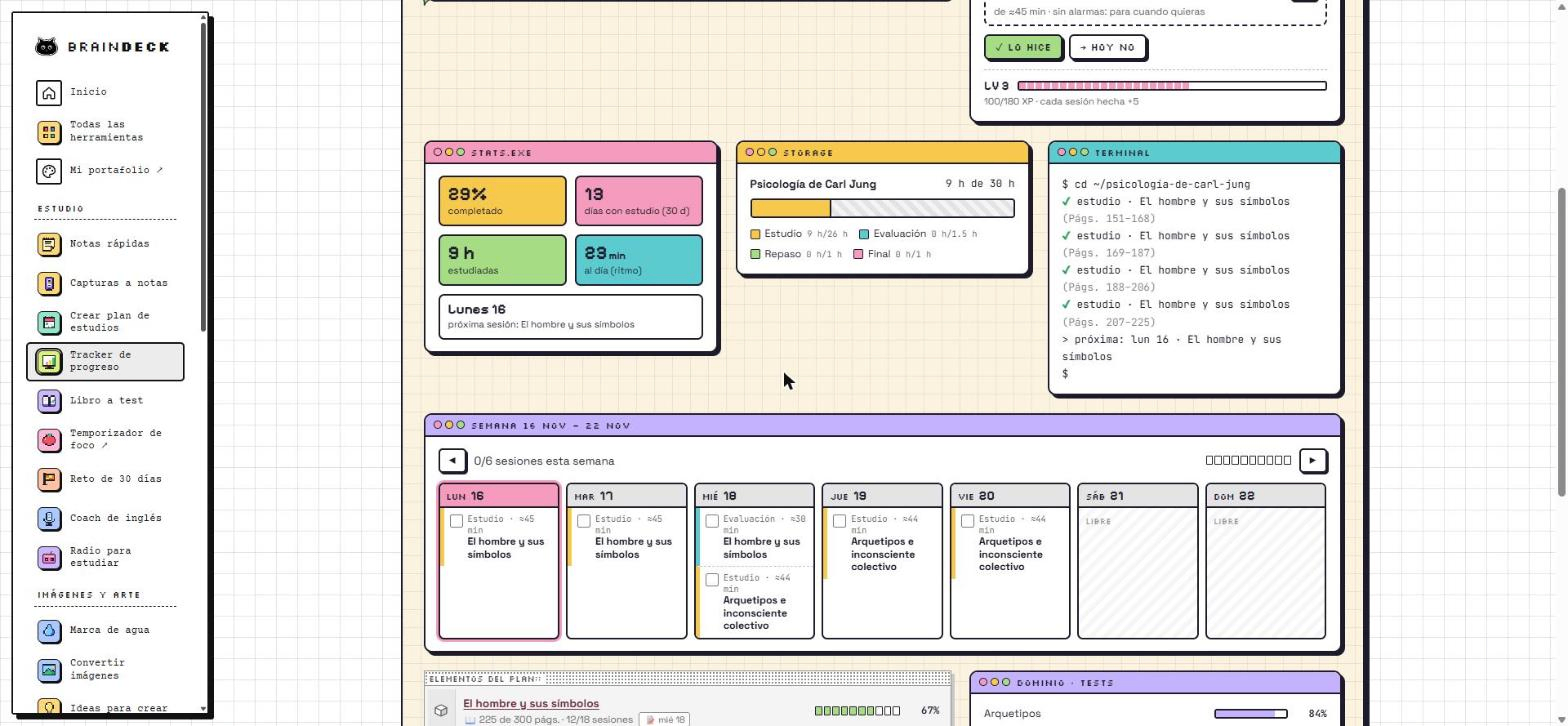 BRAINDECK
Inicio
Todas las
herramientas
Mi portafolio ↗
ESTUDIO
Notas rápidas
Capturas a notas
Crear plan de
estudios
Tracker de
progreso
Libro a test
Temporizador de
foco ↗
Reto de 30 días
Coach de inglés
Radio para
estudiar
IMÁGENES Y ARTE
Marca de agua
Convertir
imágenes
Ideas para crear
de ≈45 min · sin alarmas: para cuando quieras
✓ LO HICE
→ HOY NO
LV 3
100/180 XP · cada sesión hecha +5
STATS.EXE
29%
completado
13
días con estudio (30 d)
9 h
estudiadas
23 min
al día (ritmo)
Lunes 16
próxima sesión: El hombre y sus símbolos
STORAGE
Psicología de Carl Jung 9 h de 30 h
Estudio 9 h/26 h Evaluación 0 h/1.5 h
Repaso 0 h/1 h Final 0 h/1 h
TERMINAL
$ cd ~/psicologia-de-carl-jung
✓ estudio · El hombre y sus símbolos
(Págs. 151–168)
✓ estudio · El hombre y sus símbolos
(Págs. 169–187)
✓ estudio · El hombre y sus símbolos
(Págs. 188–206)
✓ estudio · El hombre y sus símbolos
(Págs. 207–225)
> próxima: lun 16 · El hombre y sus
símbolos
$
SEMANA 16 NOV – 22 NOV
◄ 0/6 sesiones esta semana ►
LUN 16
Estudio · ≈45
min
El hombre y sus
símbolos
MAR 17
Estudio · ≈45
min
El hombre y sus
símbolos
MIÉ 18
Evaluación · ≈30
min
El hombre y sus
símbolos
Estudio · ≈44
min
Arquetipos e
inconsciente
colectivo
JUE 19
Estudio · ≈44
min
Arquetipos e
inconsciente
colectivo
VIE 20
Estudio · ≈44
min
Arquetipos e
inconsciente
colectivo
SÁB 21
LIBRE
DOM 22
LIBRE
ELEMENTOS DEL PLAN::
El hombre y sus símbolos
67%
225 de 300 págs. · 12/18 sesiones mié 18
DOMINIO · TESTS
Arquetipos 84%